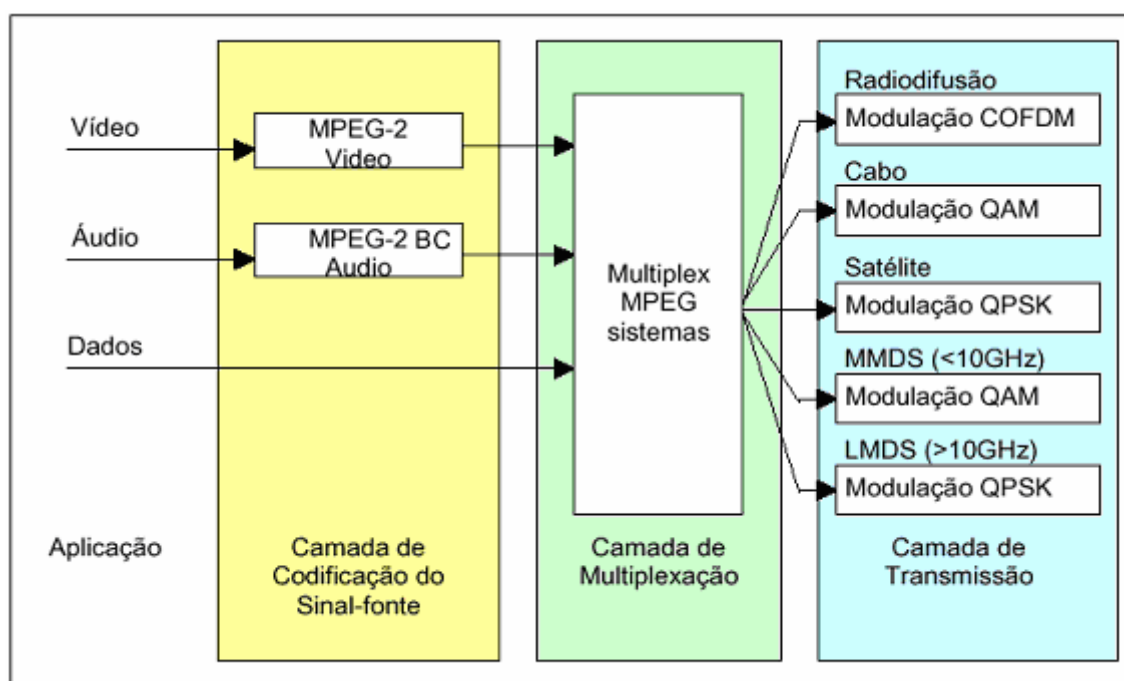 Vídeo
MPEG-2
Video
Áudio
MPEG-2 BC
Audio
Dados
Multiplex
MPEG
sistemas
Radiodifusão
Modulação COFDM
Cabo
Modulação QAM
Satélite
Modulação QPSK
MMDS (<10GHz)
Modulação QAM
LMDS (>10GHz)
Modulação QPSK
Aplicação
Camada de
Codificação do
Sinal-fonte
Camada de
Multiplexação
Camada de
Transmissão